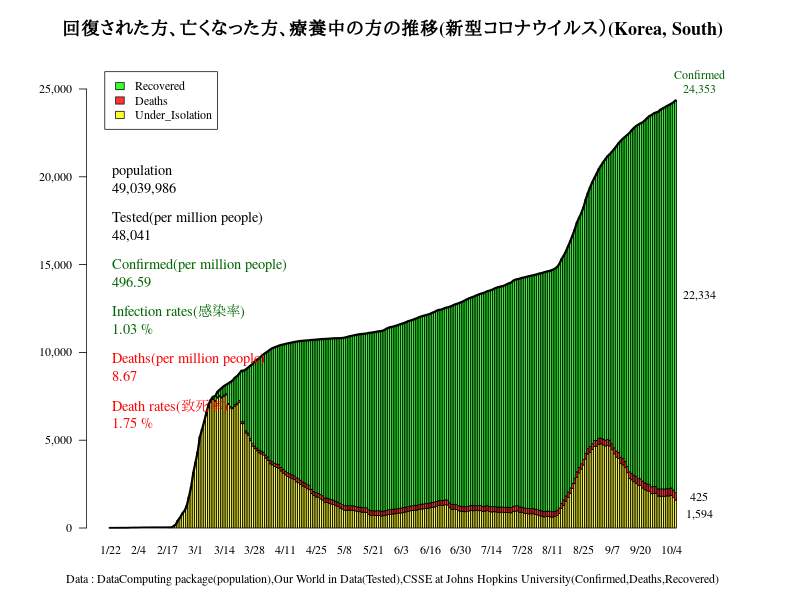 回復された方、亡くなった方、療養中の方の推移(新型コロナウイルス）(Korea, South)
Confirmed
24,353
Recovered
Deaths
Under_Isolation
25,000
20,000
15,000
10,000
5,000
0
population
49,039,986
Tested(per million people)
48,041
Confirmed(per million people)
496.59
Infection rates(感染率)
1.03 %
Deaths(per million people)
8.67
Death rates(致死率)
1.75 %
22,334
425
1,594
1/22 2/4 2/17 3/1 3/14 3/28 4/11 4/25 5/8 5/21 6/3 6/16 6/30 7/14 7/28 8/11 8/25 9/7 9/20 10/4
Data : DataComputing package(population),Our World in Data(Tested),CSSE at Johns Hopkins University(Confirmed,Deaths,Recovered)